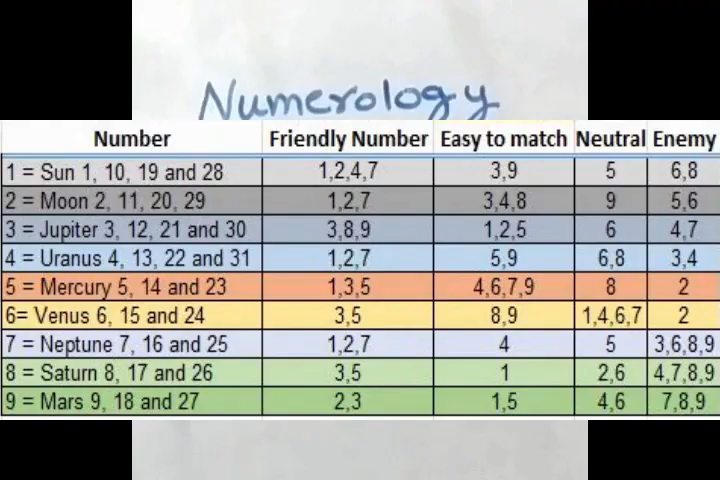 Numerology
Number Friendly Number Easy to match Neutral Enemy
1 = Sun 1, 10, 19 and 28 1,2,4,7 3,9 5 6,8
2 = Moon 2, 11, 20, 29 1,2,7 3,4,8 9 5,6
3 = Jupiter 3, 12, 21 and 30 3,8,9 1,2,5 6 4,7
4 = Uranus 4, 13, 22 and 31 1,2,7 5,9 6,8 3,4
5 = Mercury 5, 14 and 23 1,3,5 4,6,7,9 8 2
6= Venus 6, 15 and 24 3,5 8,9 1,4,6,7 2
7 = Neptune 7, 16 and 25 1,2,7 4 5 3,6,8,9
8 = Saturn 8, 17 and 26 3,5 1 2,6 4,7,8,9
9 = Mars 9, 18 and 27 2,3 1,5 4,6 7,8,9